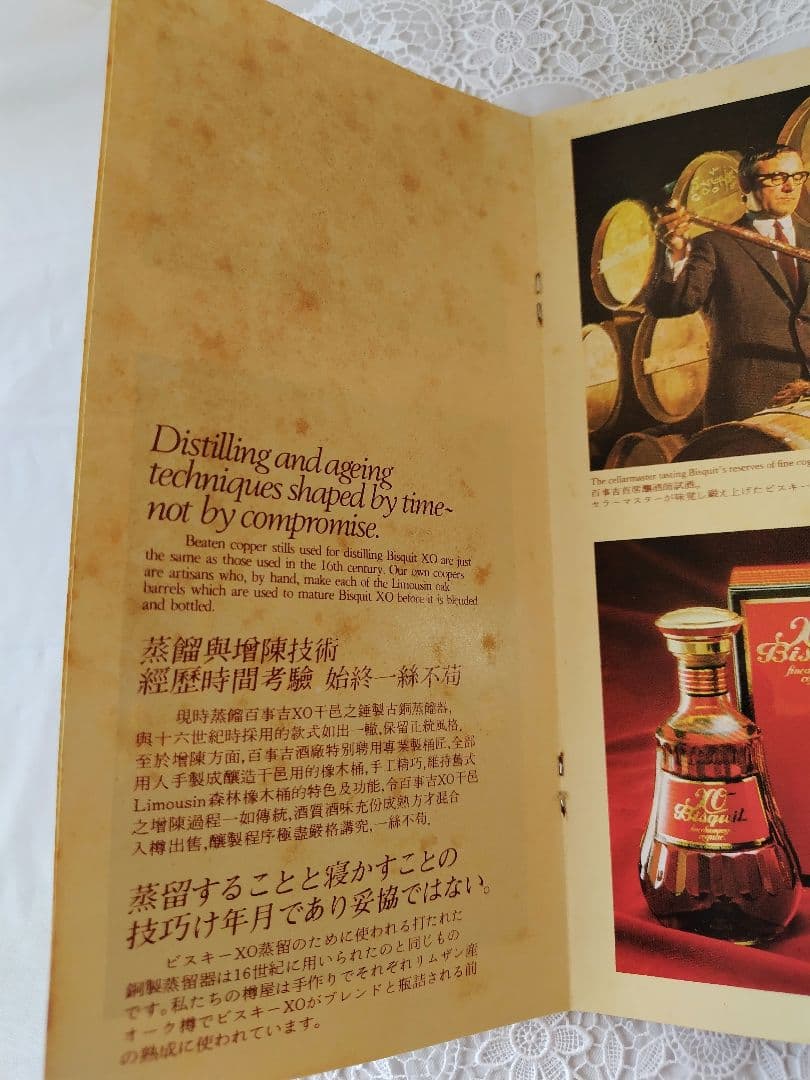 Distilling and ageing
techniques shaped by time~
not by compromise.
Beaten copper stills used for distilling Bisquit XO are just
the same as those used in the 16th century. Our own coopers
are artisans who, by hand, make each of the Limousin oak
barrels which are used to mature Bisquit XO before it is blended
and bottled.
蒸餾與增陳技術
經歷時間考驗 始終一絲不苟
現時蒸餾百事吉XO干邑之錘製古銅蒸餾器,
與十六世紀時採用的款式如出一轍,保留正統風格.
至於增陳方面,百事吉酒廠特別聘用專業製桶匠,全部
用人手製成釀造干邑用的橡木桶,手工精巧,維持舊式
Limousin森林橡木桶的特色及功能,令百事吉XO干邑
之增陳過程一如傳統,酒質酒味充份成熟方才混合
入樽出售,釀製程序極盡嚴格講究,一絲不苟.
蒸留することと寝かすことの
技巧け年月であり妥協ではない。
ビスキーXO蒸留のために使われる打たれた
銅製蒸留器は16世紀に用いられたのと同じもの
です。私たちの樽屋は手作りでそれぞれリムザン産
オーク樽でビスキーXOがブレンドと瓶詰される前
の熟成に使われています。
The cellarmaster tasting Bisquit's reserves of fine cog
百事吉首席釀酒師試酒。
セラーマスターが味覚し鍛え上げたビスキー
XO
Bis
XO
Bisquit